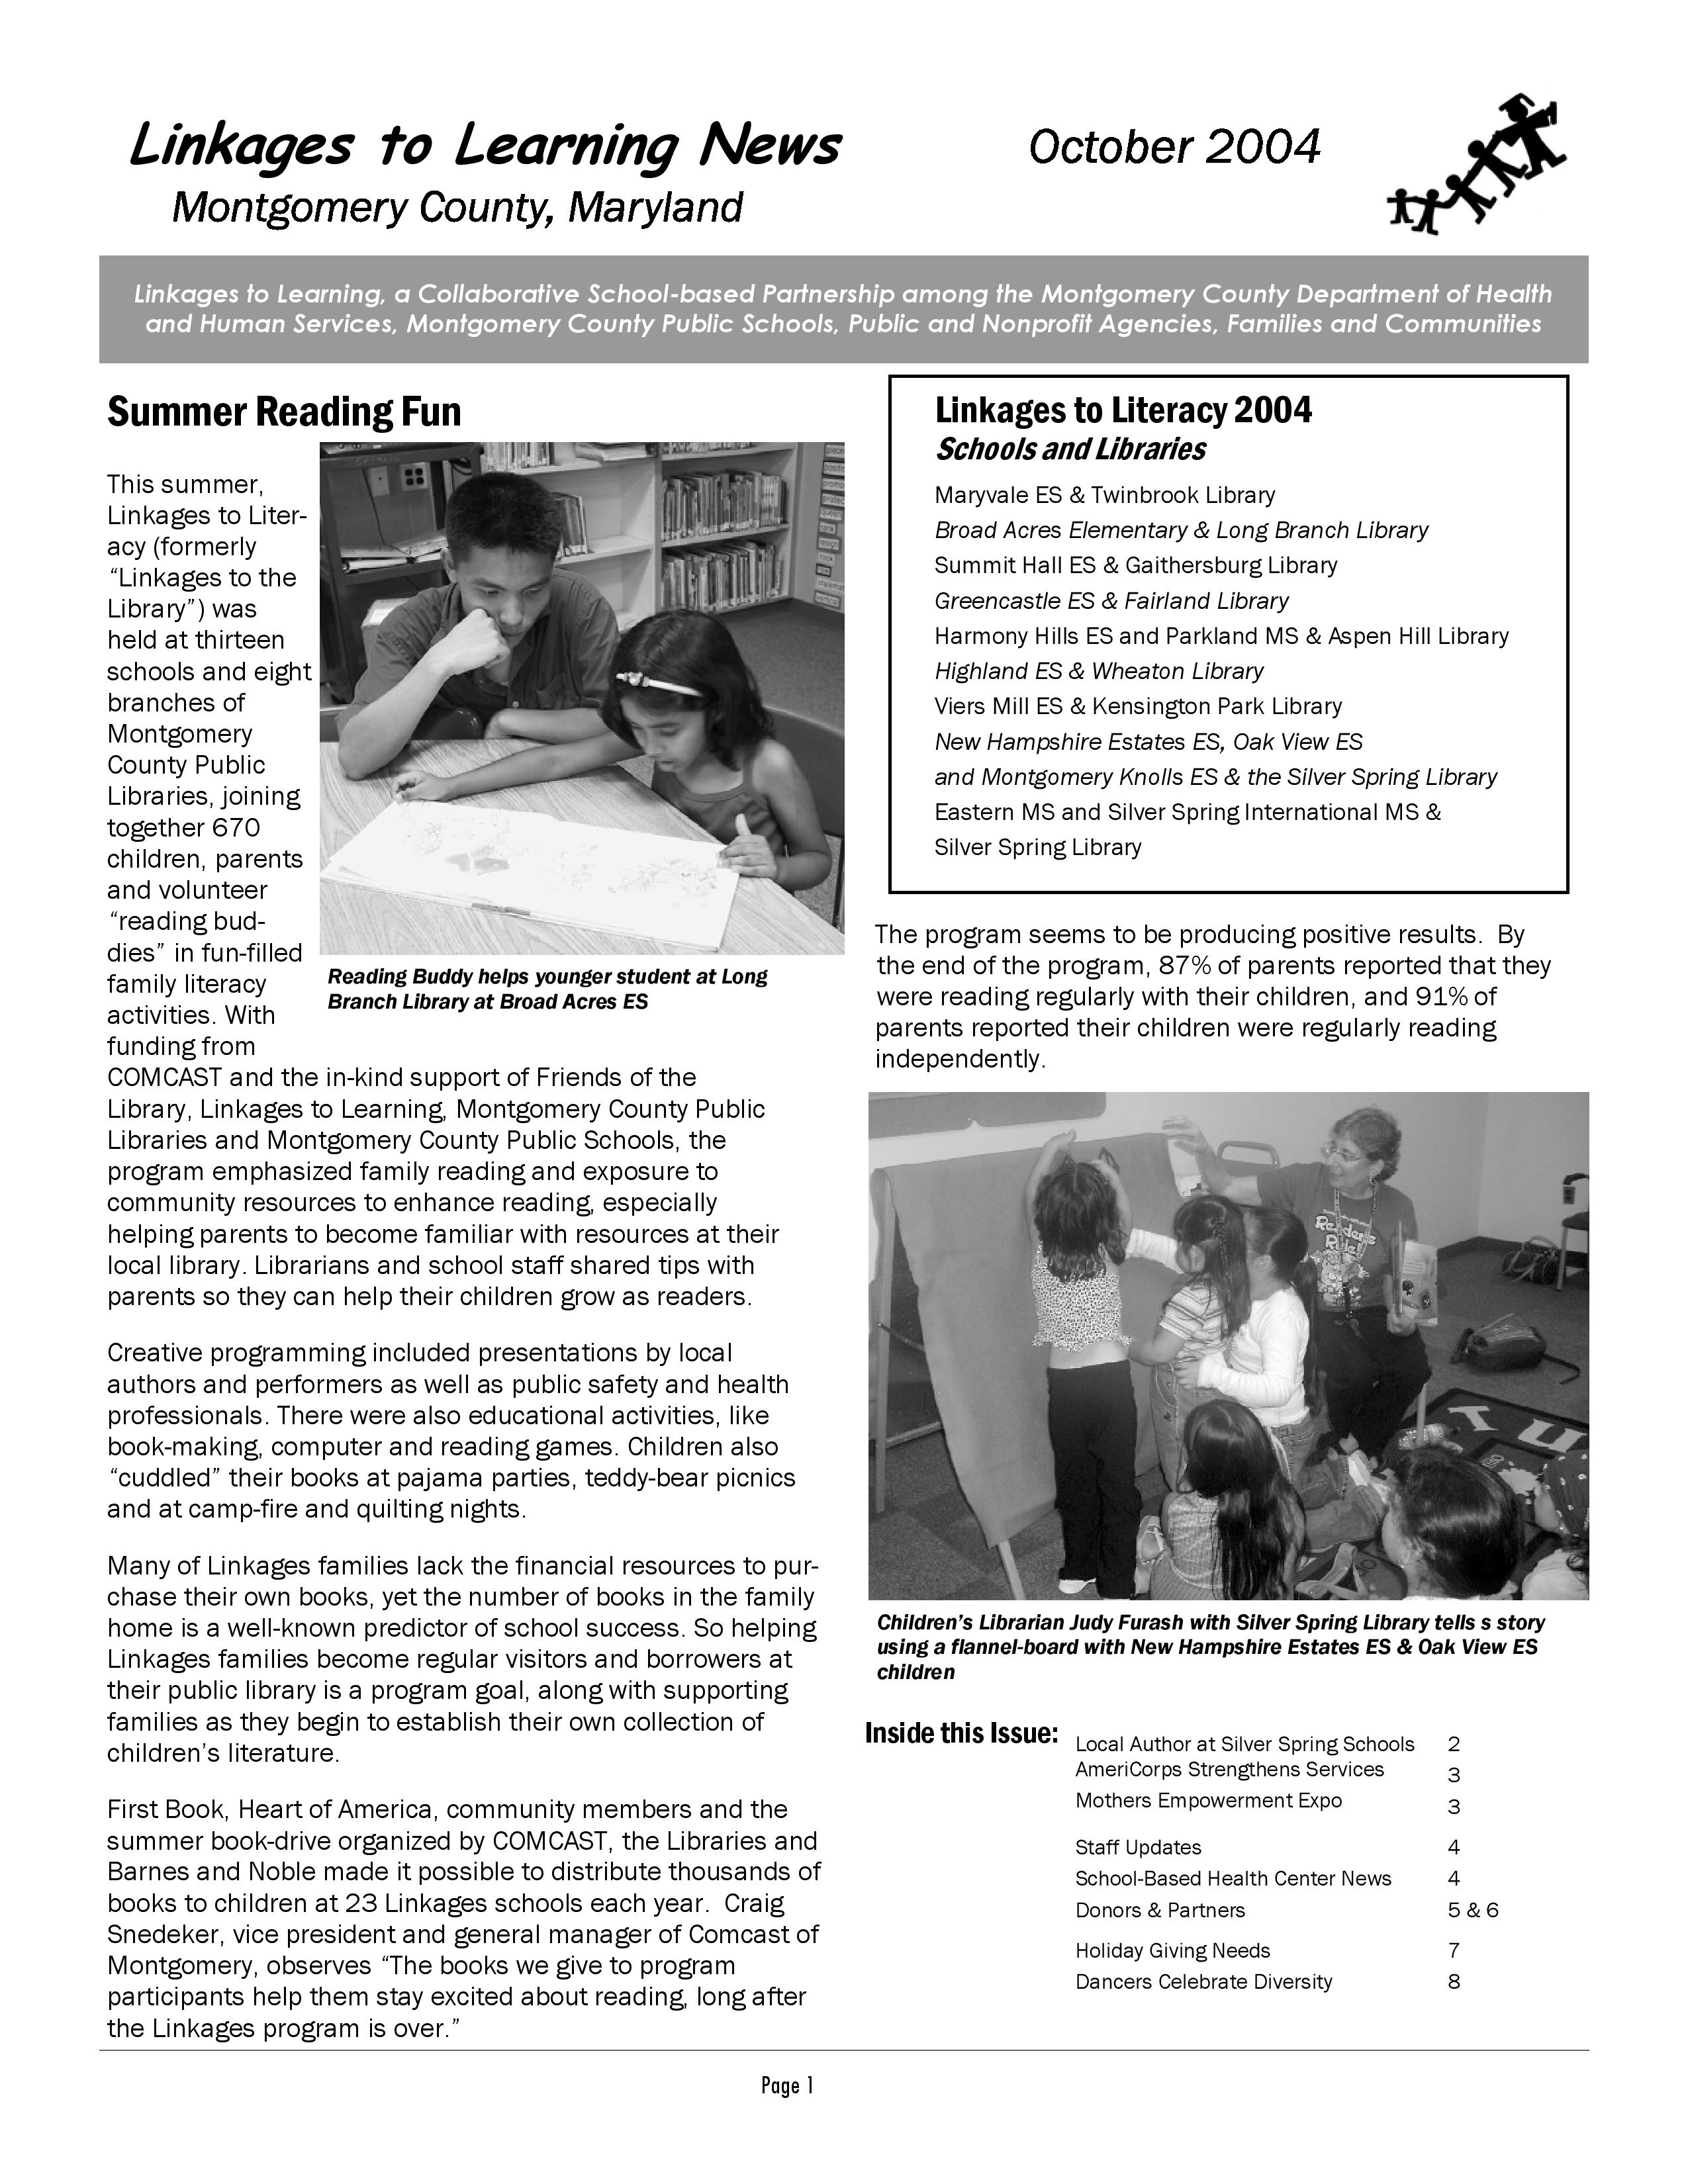 Linkages to Learning News
October 2004
Montgomery County, Maryland
Linkages to Learning, a Collaborative School-based Partnership among the Montgomery County Department of Health
and Human Services, Montgomery County Public Schools, Public and Nonprofit Agencies, Families and Communities
Summer Reading Fun
This summer,
Linkages to Liter-
acy (formerly
“Linkages to the
Library”) was
held at thirteen
schools and eight
branches of
Montgomery
County Public
Libraries, joining
together 670
children, parents
and volunteer
“reading bud-
dies” in fun-filled
family literacy
activities. With
funding from
COMCAST and the in-kind support of Friends of the
Library, Linkages to Learning, Montgomery County Public
Libraries and Montgomery County Public Schools, the
program emphasized family reading and exposure to
community resources to enhance reading, especially
helping parents to become familiar with resources at their
local library. Librarians and school staff shared tips with
parents so they can help their children grow as readers.
Reading Buddy helps younger student at Long
Branch Library at Broad Acres ES
Creative programming included presentations by local
authors and performers as well as public safety and health
professionals. There were also educational activities, like
book-making, computer and reading games. Children also
“cuddled” their books at pajama parties, teddy-bear picnics
and at camp-fire and quilting nights.
Many of Linkages families lack the financial resources to pur-
chase their own books, yet the number of books in the family
home is a well-known predictor of school success. So helping
Linkages families become regular visitors and borrowers at
their public library is a program goal, along with supporting
families as they begin to establish their own collection of
children’s literature.
First Book, Heart of America, community members and the
summer book-drive organized by COMCAST, the Libraries and
Barnes and Noble made it possible to distribute thousands of
books to children at 23 Linkages schools each year.  Craig
Snedeker, vice president and general manager of Comcast of
Montgomery, observes “The books we give to program
participants help them stay excited about reading, long after
the Linkages program is over.”
Linkages to Literacy 2004
Schools and Libraries
Maryvale ES & Twinbrook Library
Broad Acres Elementary & Long Branch Library
Summit Hall ES & Gaithersburg Library
Greencastle ES & Fairland Library
Harmony Hills ES and Parkland MS & Aspen Hill Library
Highland ES & Wheaton Library
Viers Mill ES & Kensington Park Library
New Hampshire Estates ES, Oak View ES
and Montgomery Knolls ES & the Silver Spring Library
Eastern MS and Silver Spring International MS &
Silver Spring Library
The program seems to be producing positive results.  By
the end of the program, 87% of parents reported that they
were reading regularly with their children, and 91% of
parents reported their children were regularly reading
independently.
Readers
Rule!
Children’s Librarian Judy Furash with Silver Spring Library tells s story
using a flannel-board with New Hampshire Estates ES & Oak View ES
children
Inside this Issue:
Local Author at Silver Spring Schools 2
AmeriCorps Strengthens Services 3
Mothers Empowerment Expo 3
Staff Updates 4
School-Based Health Center News 4
Donors & Partners 5 & 6
Holiday Giving Needs 7
Dancers Celebrate Diversity 8
Page 1